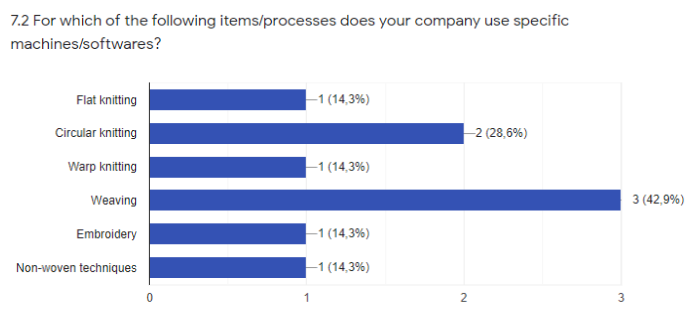 7.2 For which of the following items/processes does your company use specific
machines/softwares?
Flat knitting 1 (14,3%)
Circular knitting 2 (28,6%)
Warp knitting 1 (14,3%)
Weaving 3 (42,9%)
Embroidery 1 (14,3%)
Non-woven techniques 1 (14,3%)
0 1 2 3